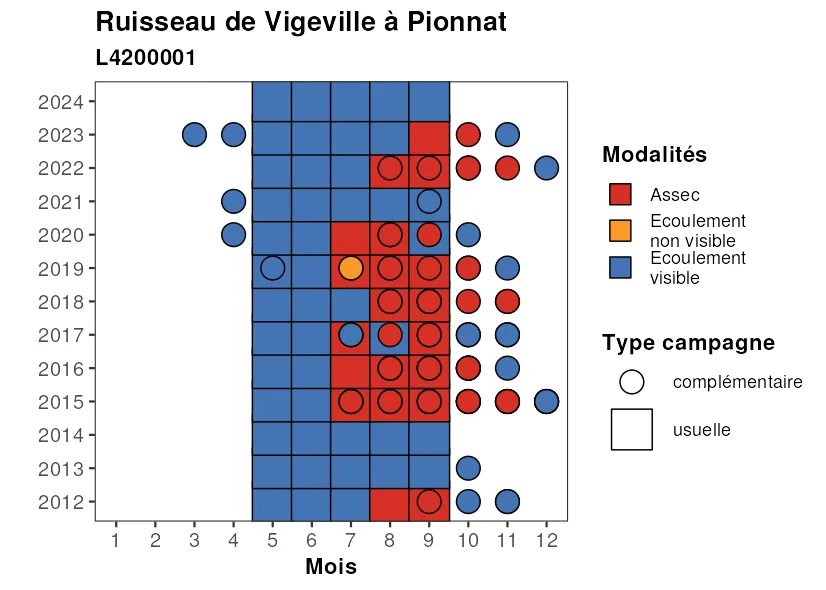 Ruisseau de Vigeville à Pionnat
L4200001
2024
2023
2022
2021
2020
2019
2018
2017
2016
2015
2014
2013
2012
1 2 3 4 5 6 7 8 9 10 11 12
Mois
Modalités
Assec
Ecoulement
non visible
Ecoulement
visible
Type campagne
complémentaire
usuelle